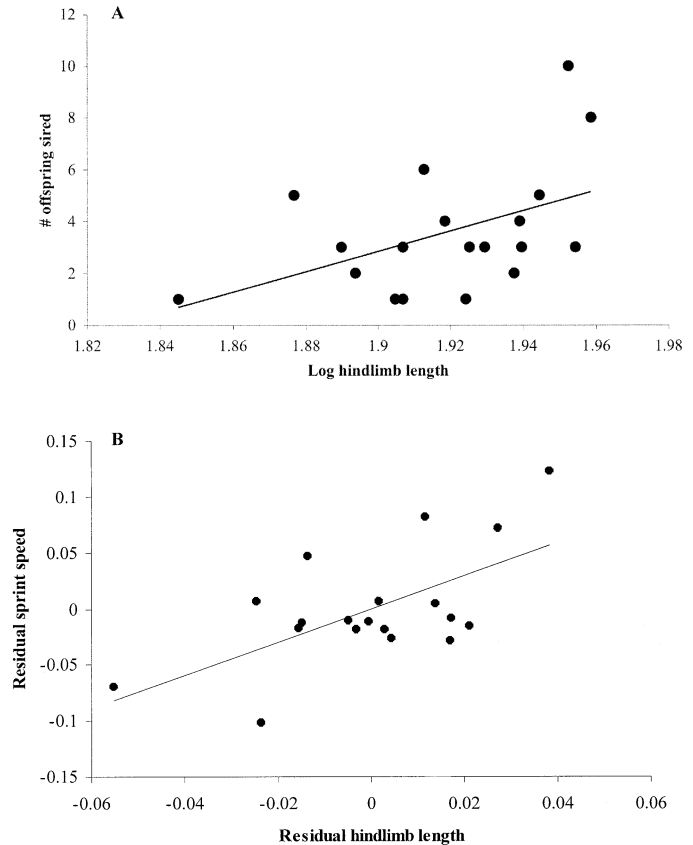 A
12
10
8
6
4
2
0
# offspring sired
1.82 1.84 1.86 1.88 1.9 1.92 1.94 1.96 1.98
Log hindlimb length
B
0.15
0.1
0.05
0
-0.05
-0.1
-0.15
Residual sprint speed
-0.06 -0.04 -0.02 0 0.02 0.04 0.06
Residual hindlimb length